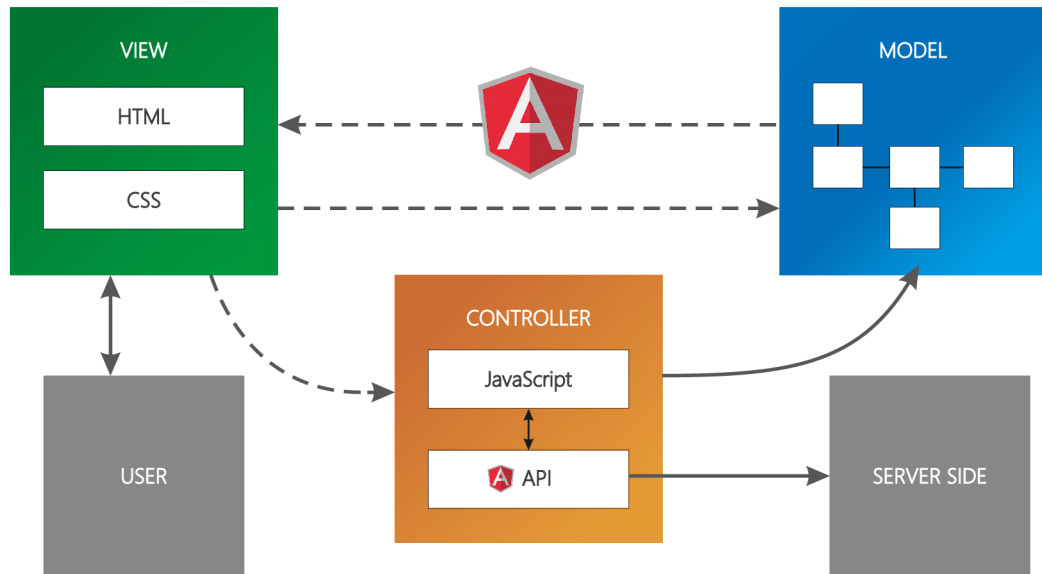 VIEW
HTML
CSS
MODEL
CONTROLLER
JavaScript
API
USER
SERVER SIDE